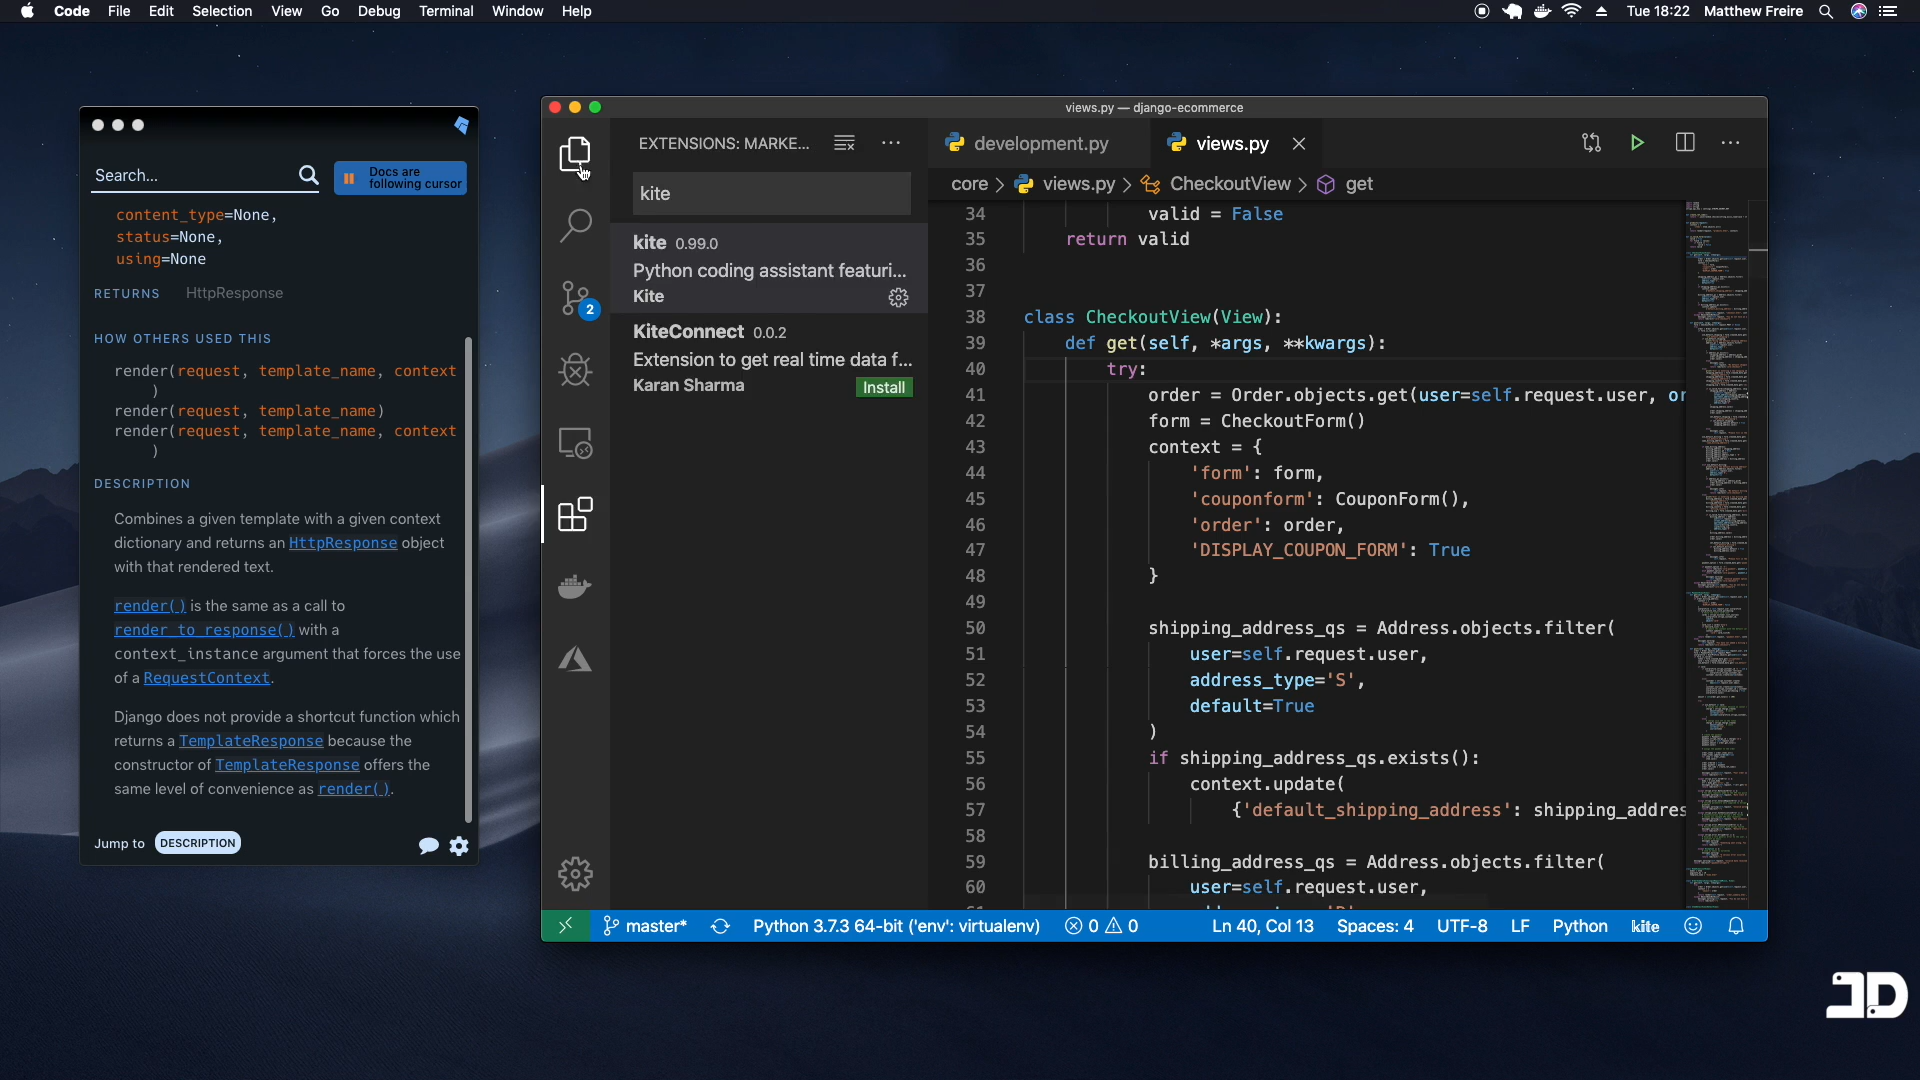 Code File Edit Selection View Go Debug Terminal Window Help
Tue 18:22 Matthew Freire
Search...
Docs are
following cursor
content_type=None,
status=None,
using=None
RETURNS HttpResponse
HOW OTHERS USED THIS
render(request, template_name, context
)
render(request, template_name)
render(request, template_name, context
)
DESCRIPTION
Combines a given template with a given context
dictionary and returns an HttpResponse object
with that rendered text.
render() is the same as a call to
render_to_response() with a
context_instance argument that forces the use
of a RequestContext.
Django does not provide a shortcut function which
returns a TemplateResponse because the
constructor of TemplateResponse offers the
same level of convenience as render().
Jump to DESCRIPTION
views.py — django-ecommerce
EXTENSIONS: MARKE...
kite
kite 0.99.0
Python coding assistant featuri...
Kite
KiteConnect 0.0.2
Extension to get real time data f...
Karan Sharma Install
2
development.py views.py
core > views.py > CheckoutView > get
34 valid = False
35 return valid
36
37
38 class CheckoutView(View):
39 def get(self, *args, **kwargs):
40 try:
41 order = Order.objects.get(user=self.request.user, or
42 form = CheckoutForm()
43 context = {
44 'form': form,
45 'couponform': CouponForm(),
46 'order': order,
47 'DISPLAY_COUPON_FORM': True
48 }
49
50 shipping_address_qs = Address.objects.filter(
51 user=self.request.user,
52 address_type='S',
53 default=True
54 )
55 if shipping_address_qs.exists():
56 context.update(
57 {'default_shipping_address': shipping_addres
58
59 billing_address_qs = Address.objects.filter(
60 user=self.request.user,
master* Python 3.7.3 64-bit ('env': virtualenv) 0 0 Ln 40, Col 13 Spaces: 4 UTF-8 LF Python kite
JD